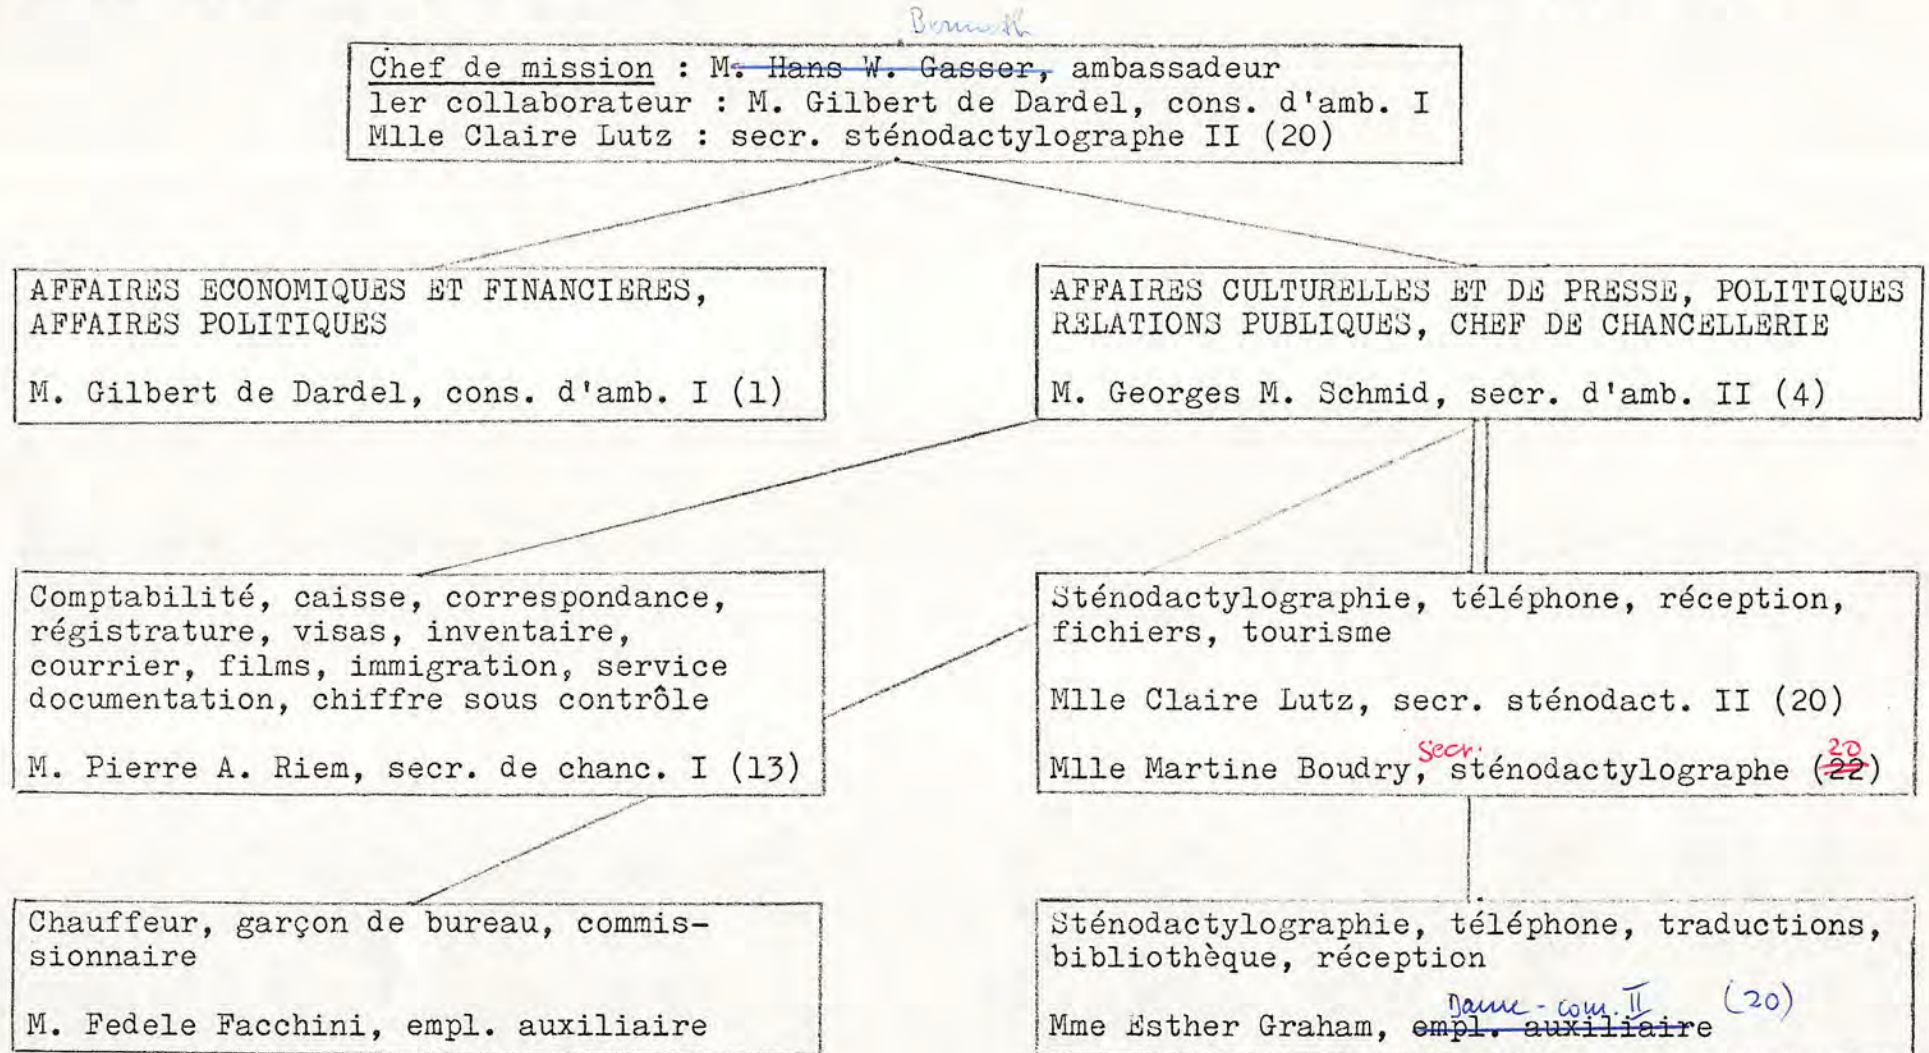 Chef de mission : M. Hans W. Gasser, ambassadeur
1er collaborateur : M. Gilbert de Dardel, cons. d'amb. I
Mlle Claire Lutz : secr. sténodactylographe II (20)
AFFAIRES ECONOMIQUES ET FINANCIERES,
AFFAIRES POLITIQUES
M. Gilbert de Dardel, cons. d'amb. I (1)
AFFAIRES CULTURELLES ET DE PRESSE, POLITIQUES
RELATIONS PUBLIQUES, CHEF DE CHANCELLERIE
M. Georges M. Schmid, secr. d'amb. II (4)
Comptabilité, caisse, correspondance,
régistrature, visas, inventaire,
courrier, films, immigration, service
documentation, chiffre sous contrôle
M. Pierre A. Riem, secr. de chanc. I (13)
Sténodactylographie, téléphone, réception,
fichiers, tourisme
Mlle Claire Lutz, secr. sténodact. II (20)
secr. 20
Mlle Martine Boudry, sténodactylographe (22)
Chauffeur, garçon de bureau, commis-
sionnaire
M. Fedele Facchini, empl. auxiliaire
Sténodactylographie, téléphone, traductions,
bibliothèque, réception
Dame-com. II (20)
Mme Esther Graham, empl. auxiliaire